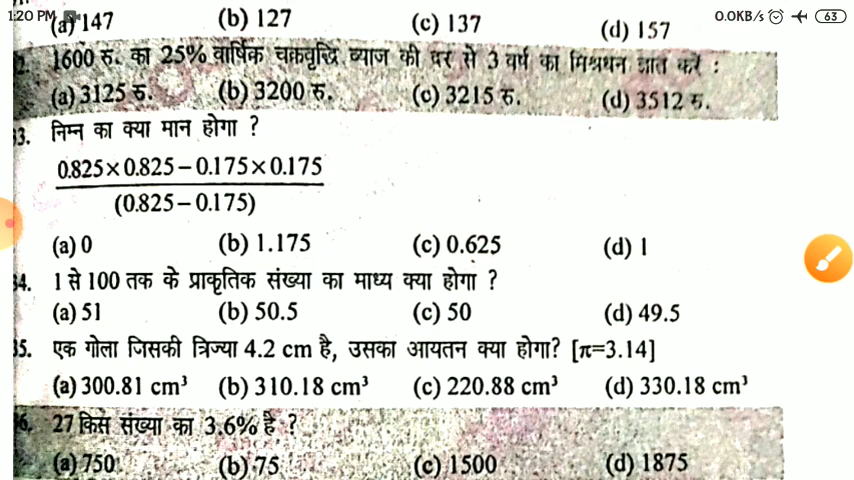 1:20 PM 0.0KB/s 63
(a) 147 (b) 127 (c) 137 (d) 157
2. 1600 रु. का 25% वार्षिक चक्रवृद्धि ब्याज की दर से 3 वर्ष का मिश्रधन ज्ञात करें :
(a) 3125 रु. (b) 3200 रु. (c) 3215 रु. (d) 3512 रु.
33. निम्न का क्या मान होगा ?
0.825×0.825−0.175×0.175
(0.825−0.175)
(a) 0 (b) 1.175 (c) 0.625 (d) 1
34. 1 से 100 तक के प्राकृतिक संख्या का माध्य क्या होगा ?
(a) 51 (b) 50.5 (c) 50 (d) 49.5
35. एक गोला जिसकी त्रिज्या 4.2 cm है, उसका आयतन क्या होगा? [π=3.14]
(a) 300.81 cm³ (b) 310.18 cm³ (c) 220.88 cm³ (d) 330.18 cm³
36. 27 किस संख्या का 3.6% है ?
(a) 750 (b) 75 (c) 1500 (d) 1875